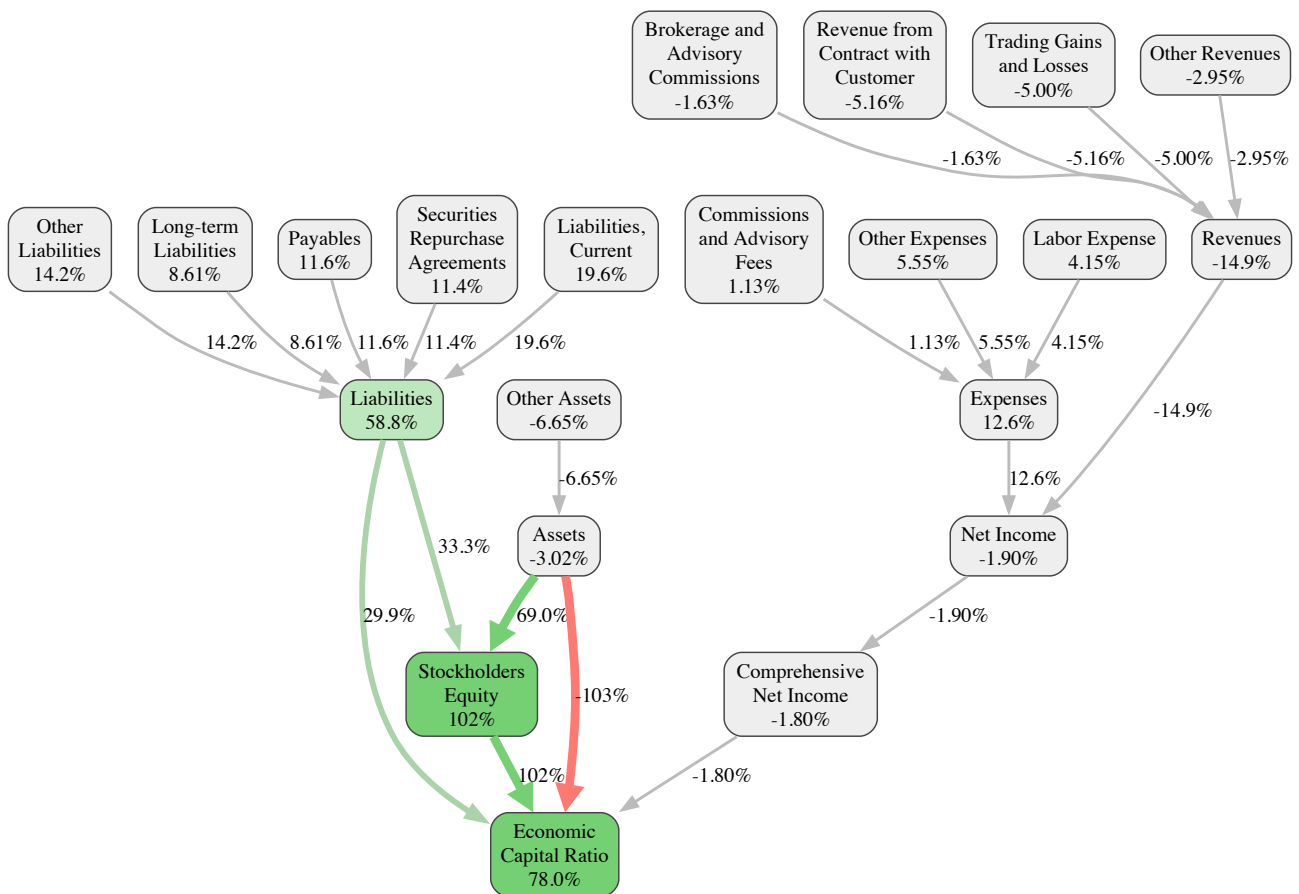 Brokerage and
Advisory
Commissions
-1.63%
Revenue from
Contract with
Customer
-5.16%
Trading Gains
and Losses
-5.00%
Other Revenues
-2.95%
-1.63%
-5.16%
-5.00%
-2.95%
Other
Liabilities
14.2%
Long-term
Liabilities
8.61%
Payables
11.6%
Securities
Repurchase
Agreements
11.4%
Liabilities,
Current
19.6%
Commissions
and Advisory
Fees
1.13%
Other Expenses
5.55%
Labor Expense
4.15%
Revenues
-14.9%
14.2%
8.61%
11.6%
11.4%
19.6%
1.13%
5.55%
4.15%
Liabilities
58.8%
Other Assets
-6.65%
Expenses
12.6%
-14.9%
-6.65%
12.6%
Assets
-3.02%
Net Income
-1.90%
33.3%
29.9%
69.0%
-1.90%
Stockholders
Equity
102%
-103%
Comprehensive
Net Income
-1.80%
102%
-1.80%
Economic
Capital Ratio
78.0%